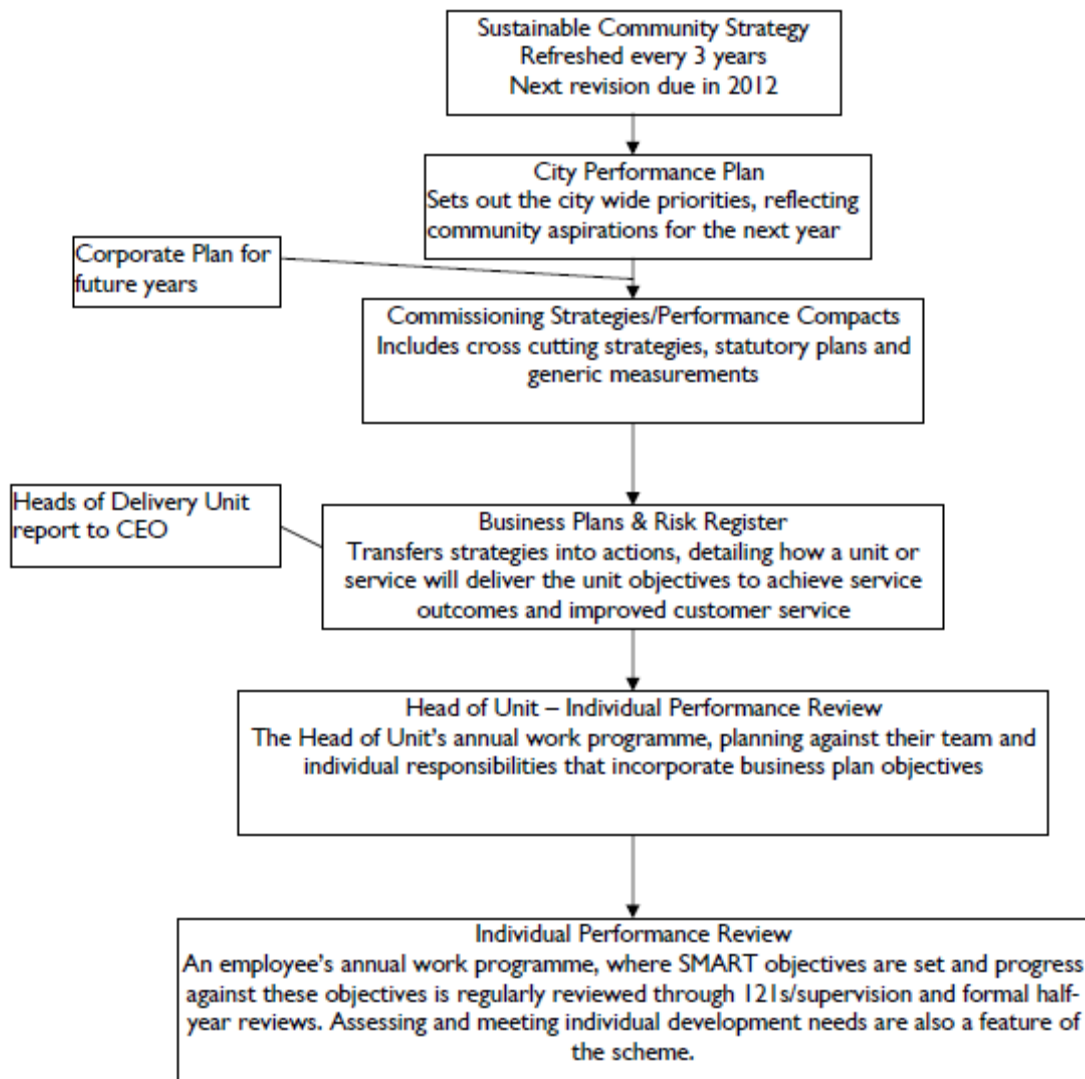 Sustainable Community Strategy
Refreshed every 3 years
Next revision due in 2012
City Performance Plan
Sets out the city wide priorities, reflecting
community aspirations for the next year
Corporate Plan for
future years
Commissioning Strategies/Performance Compacts
Includes cross cutting strategies, statutory plans and
generic measurements
Heads of Delivery Unit
report to CEO
Business Plans & Risk Register
Transfers strategies into actions, detailing how a unit or
service will deliver the unit objectives to achieve service
outcomes and improved customer service
Head of Unit – Individual Performance Review
The Head of Unit's annual work programme, planning against their team and
individual responsibilities that incorporate business plan objectives
Individual Performance Review
An employee's annual work programme, where SMART objectives are set and progress
against these objectives is regularly reviewed through 121s/supervision and formal half-
year reviews. Assessing and meeting individual development needs are also a feature of
the scheme.